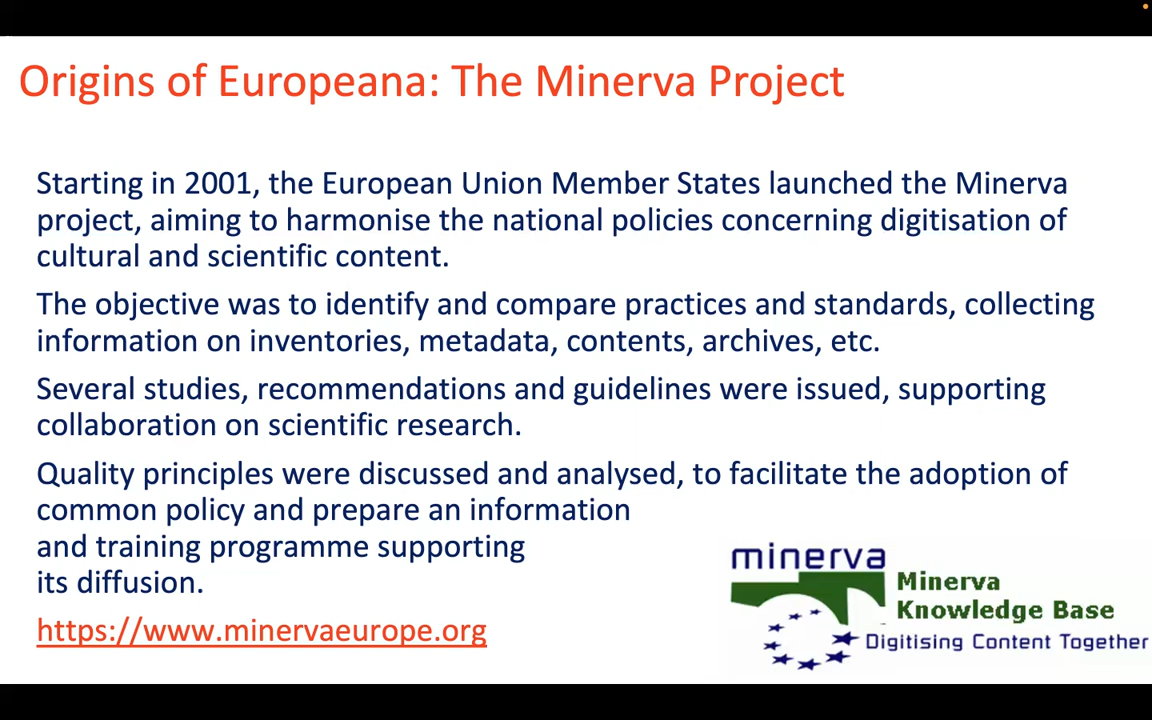 Origins of Europeana: The Minerva Project
Starting in 2001, the European Union Member States launched the Minerva
project, aiming to harmonise the national policies concerning digitisation of
cultural and scientific content.
The objective was to identify and compare practices and standards, collecting
information on inventories, metadata, contents, archives, etc.
Several studies, recommendations and guidelines were issued, supporting
collaboration on scientific research.
Quality principles were discussed and analysed, to facilitate the adoption of
common policy and prepare an information
and training programme supporting
its diffusion.
https://www.minervaeurope.org
minerva
Minerva
Knowledge Base
Digitising Content Together